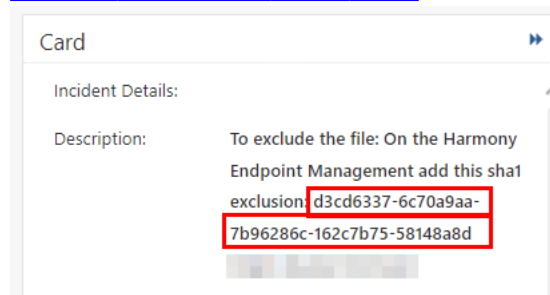 Card
Incident Details:
Description:
To exclude the file: On the Harmony
Endpoint Management add this sha1
exclusion: d3cd6337-6c70a9aa-
7b96286c-162c7b75-58148a8d